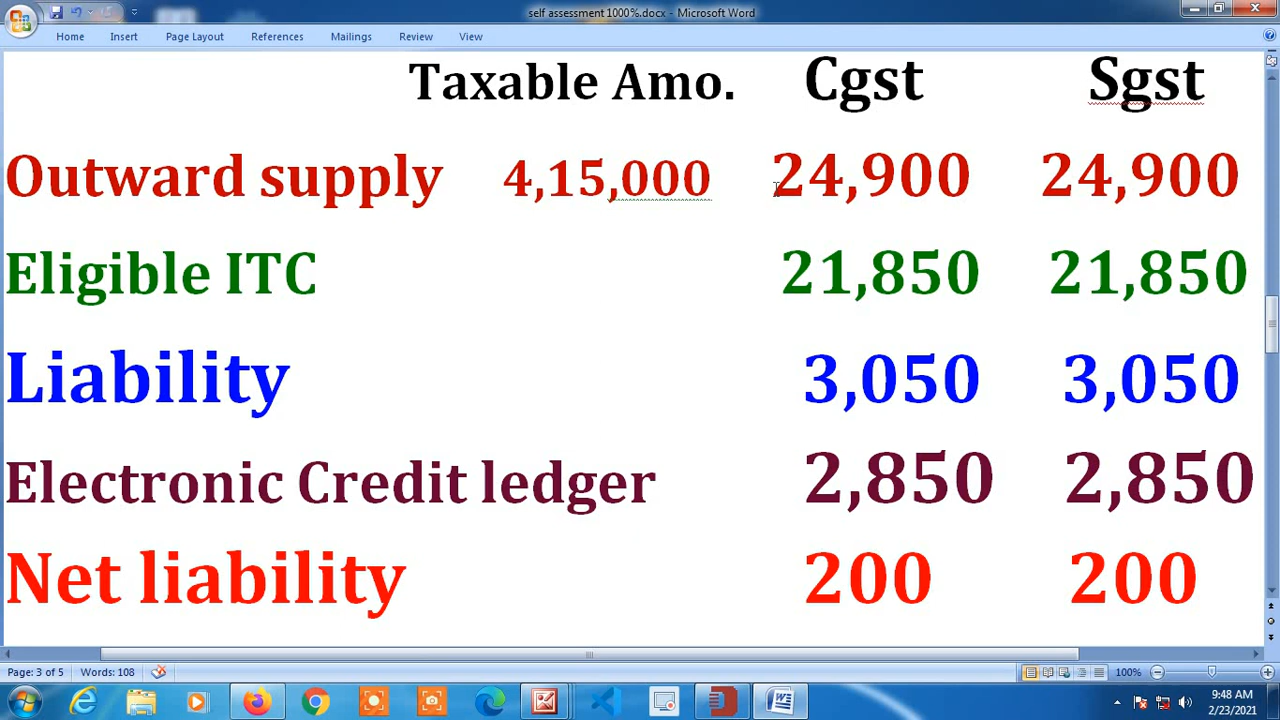 self assessment 1000%.docx - Microsoft Word
Home Insert Page Layout References Mailings Review View
Taxable Amo. Cgst Sgst
Outward supply 4,15,000 24,900 24,900
Eligible ITC 21,850 21,850
Liability 3,050 3,050
Electronic Credit ledger 2,850 2,850
Net liability 200 200
Page: 3 of 5 Words: 108 100%
9:48 AM
2/23/2021